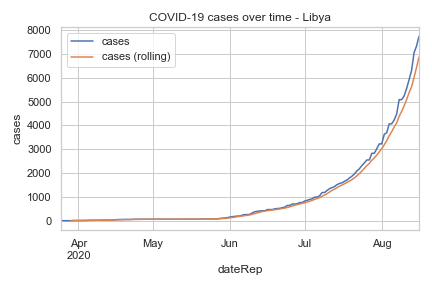 COVID-19 cases over time - Libya
cases
cases (rolling)
8000
7000
6000
5000
4000
3000
2000
1000
0
cases
Apr
2020
May
Jun
Jul
Aug
dateRep